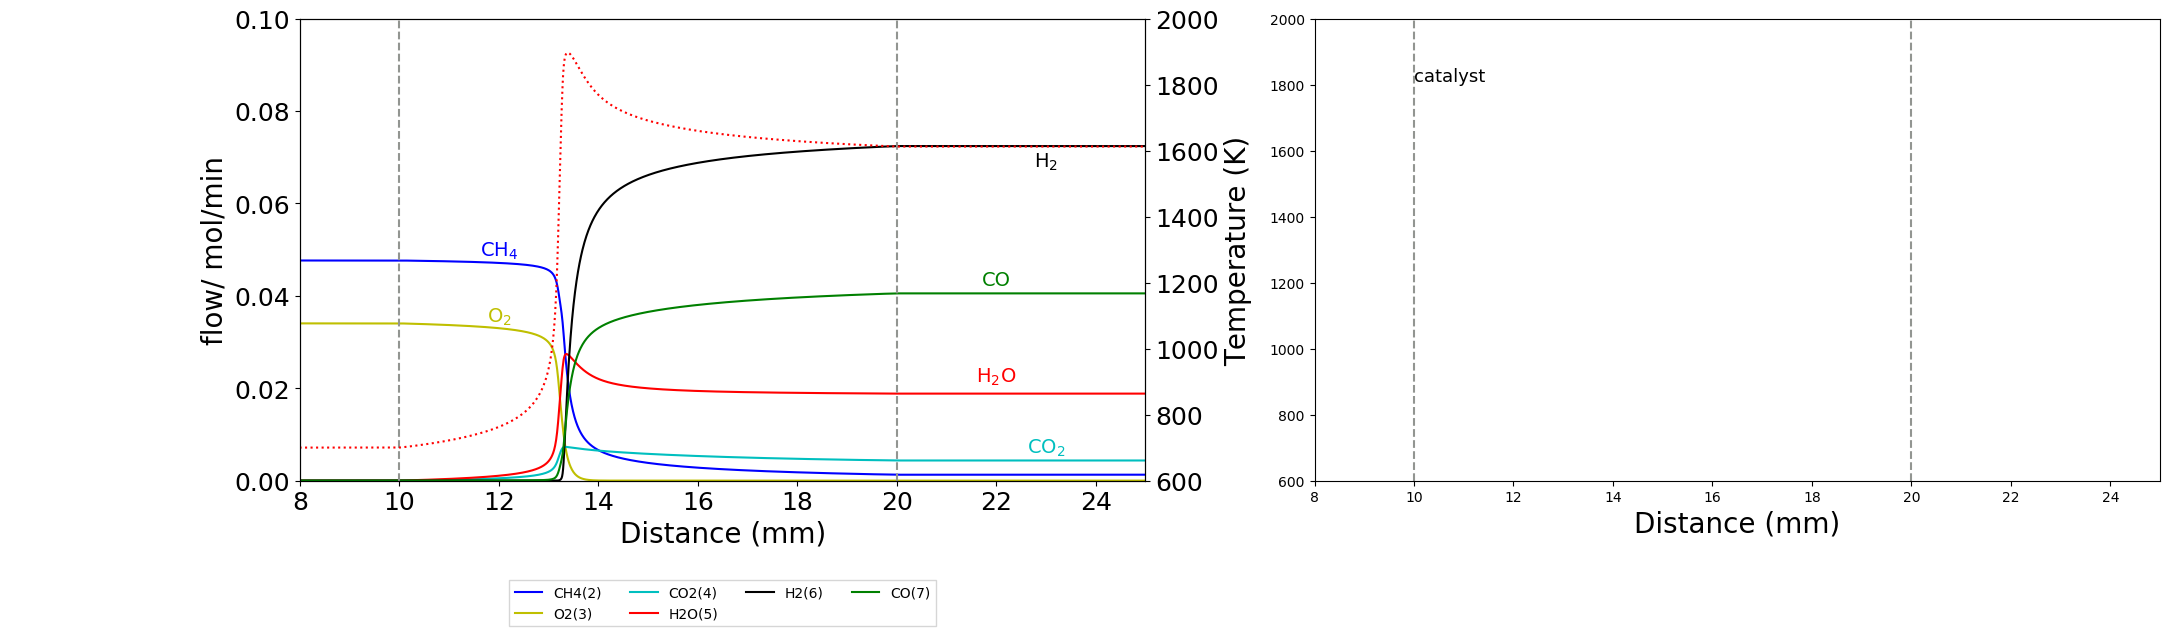 flow/ mol/min
0.10
0.08
0.06
0.04
0.02
0.00
CH₄
O₂
H₂
CO
H₂O
CO₂
2000
1800
1600
1400
1200
1000
800
600
Temperature (K)
8 10 12 14 16 18 20 22 24
Distance (mm)
CH4(2) CO2(4) H2(6) CO(7)
O2(3) H2O(5)
2000
1800
1600
1400
1200
1000
800
600
catalyst
8 10 12 14 16 18 20 22 24
Distance (mm)